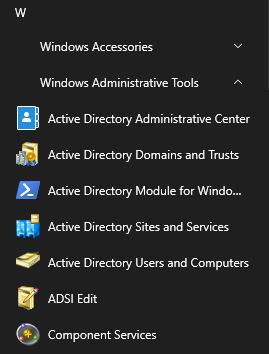 W
Windows Accessories
Windows Administrative Tools
Active Directory Administrative Center
Active Directory Domains and Trusts
Active Directory Module for Windo...
Active Directory Sites and Services
Active Directory Users and Computers
ADSI Edit
Component Services